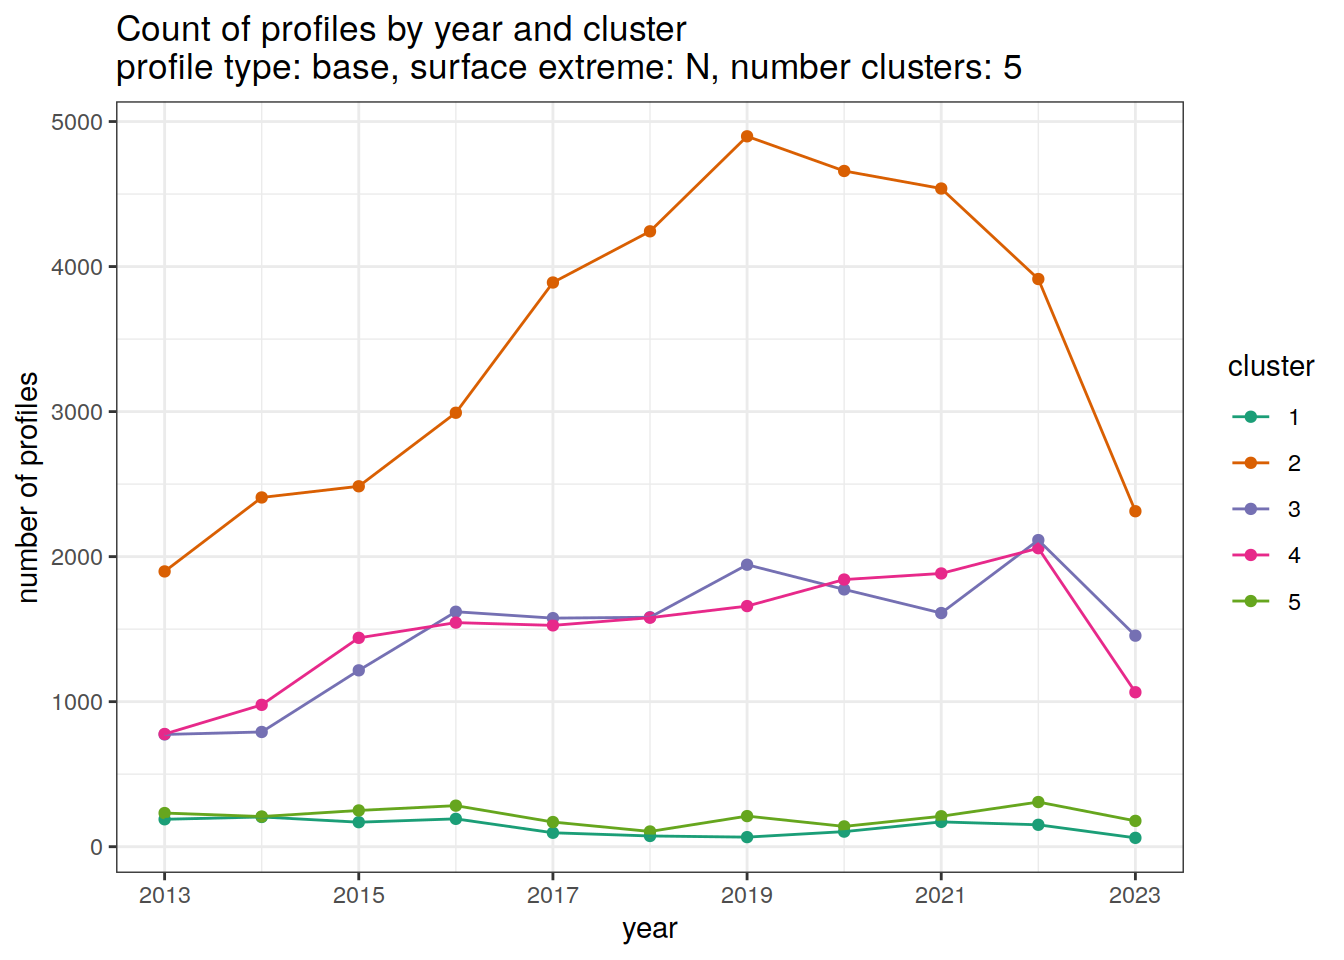 Count of profiles by year and cluster
profile type: base, surface extreme: N, number clusters: 5
5000
4000
3000
2000
1000
0
number of profiles
2013 2015 2017 2019 2021 2023
year
cluster
1
2
3
4
5